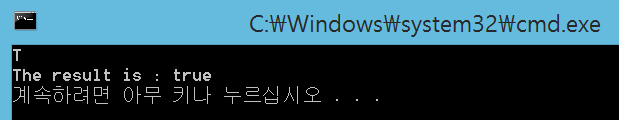 C:₩Windows₩system32₩cmd.exe
T
The result is : true
계속하려면 아무 키나 누르십시오 . . .